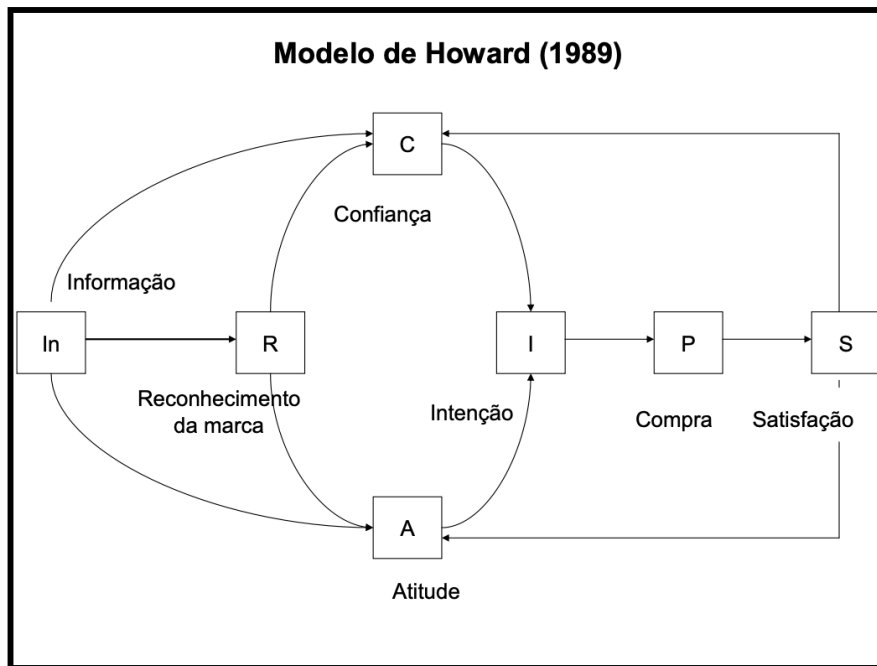 Modelo de Howard (1989)
C
Confiança
Informação
In
R
I
P
S
Reconhecimento
da marca
Intenção
Compra
Satisfação
A
Atitude